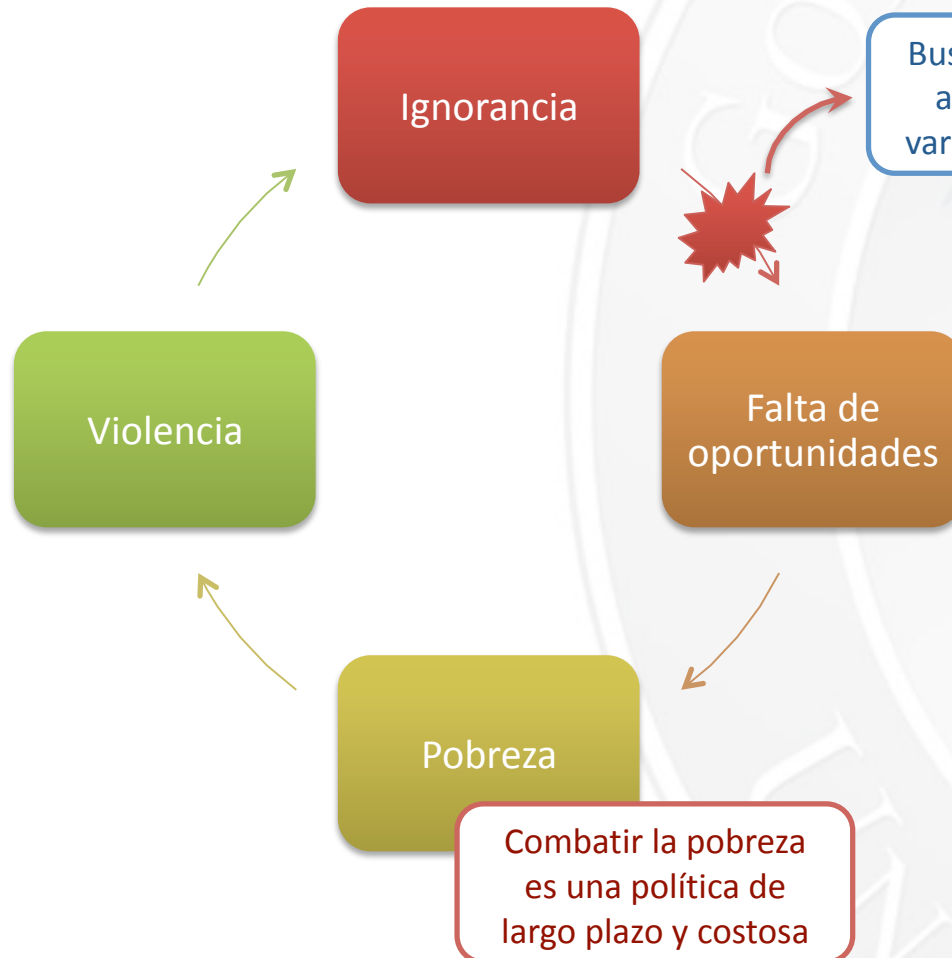 Ignorancia
Violencia
Falta de
oportunidades
Pobreza
Combatir la pobreza
es una política de
largo plazo y costosa